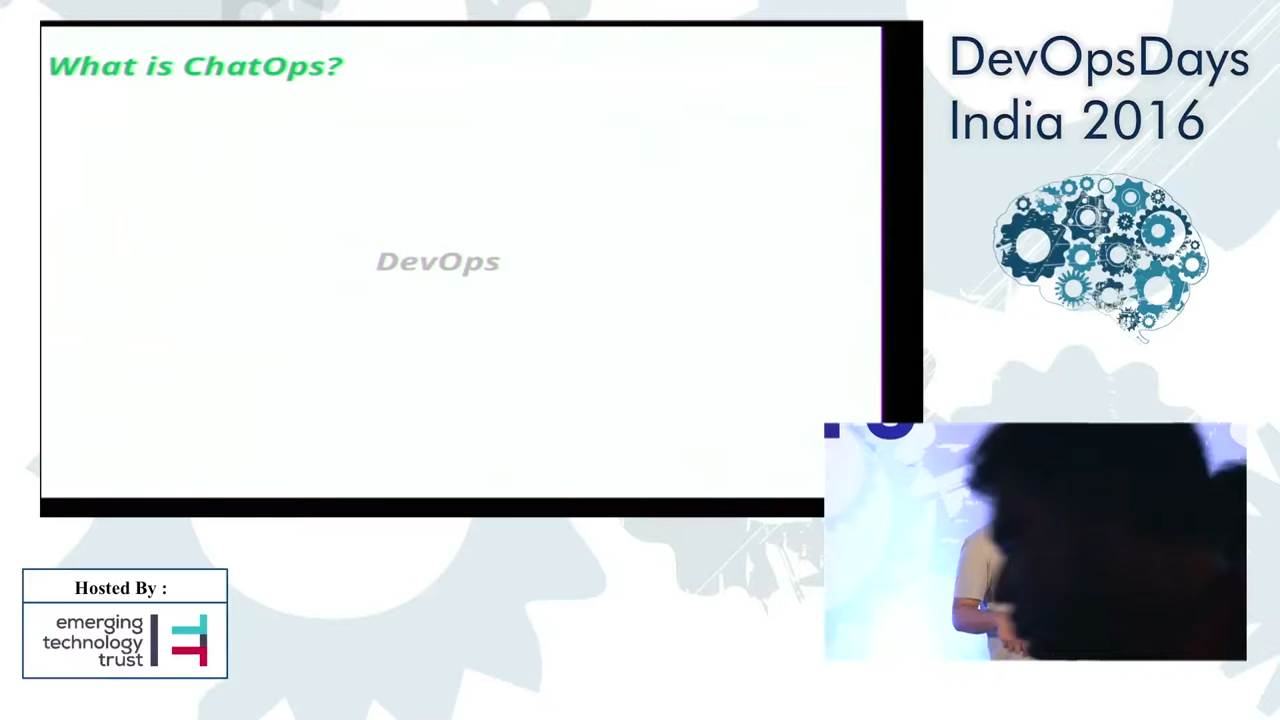 What is ChatOps?
DevOps
DevOpsDays
India 2016
Hosted By :
emerging
technology
trust